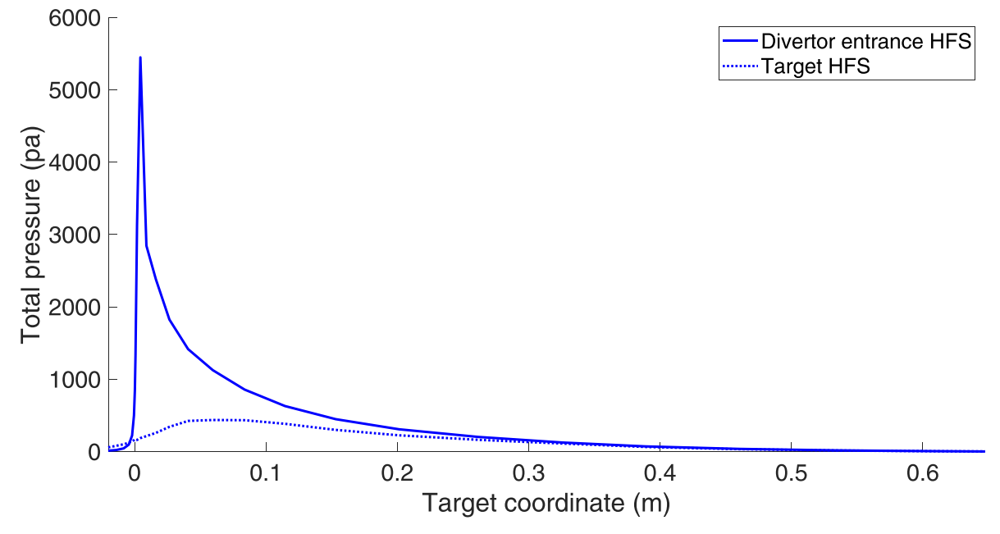 6000
5000
4000
3000
2000
1000
0
Total pressure (pa)
Divertor entrance HFS
Target HFS
0 0.1 0.2 0.3 0.4 0.5 0.6
Target coordinate (m)